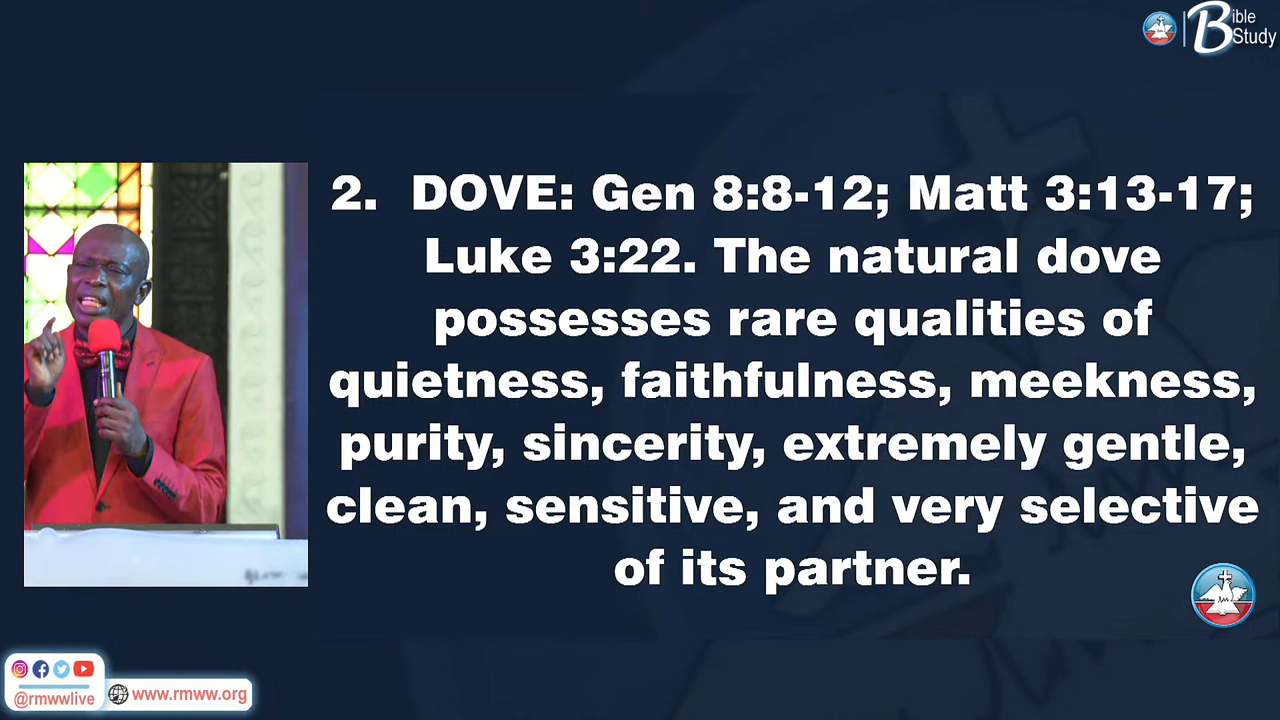 Bible
Study
2. DOVE: Gen 8:8-12; Matt 3:13-17;
Luke 3:22. The natural dove
possesses rare qualities of
quietness, faithfulness, meekness,
purity, sincerity, extremely gentle,
clean, sensitive, and very selective
of its partner.
@rmwwlive
www.rmww.org